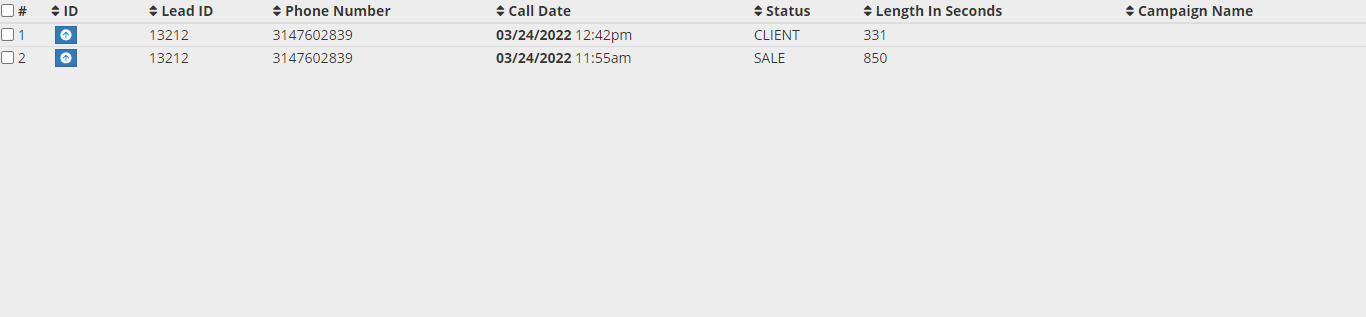 # ID Lead ID Phone Number Call Date Status Length In Seconds Campaign Name
1 13212 3147602839 03/24/2022 12:42pm CLIENT 331
2 13212 3147602839 03/24/2022 11:55am SALE 850